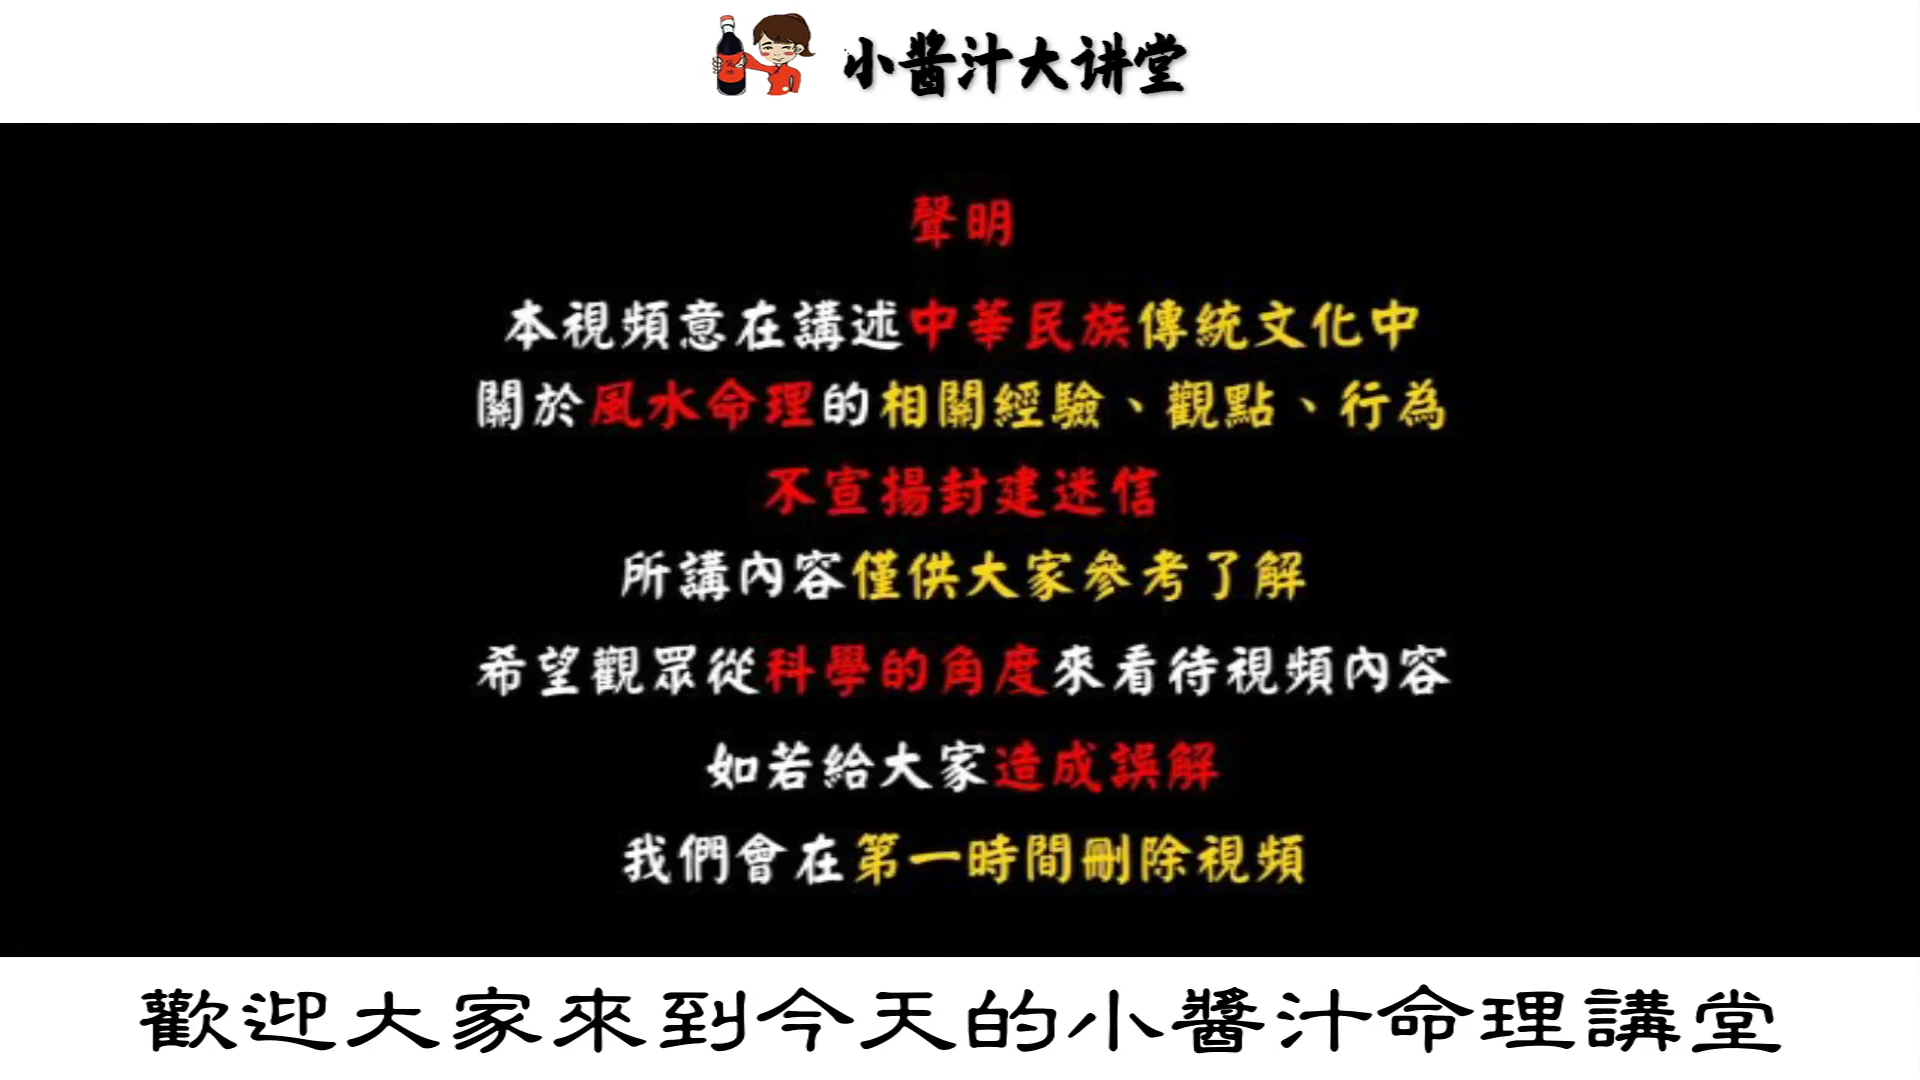 小醬汁大讲堂
聲明
本視頻意在講述中華民族傳統文化中
關於風水命理的相關經驗、觀點、行為
不宣揚封建迷信
所講內容僅供大家參考了解
希望觀眾從科學的角度來看待視頻內容
如若給大家造成誤解
我們會在第一時間刪除視頻
歡迎大家來到今天的小醬汁命理講堂